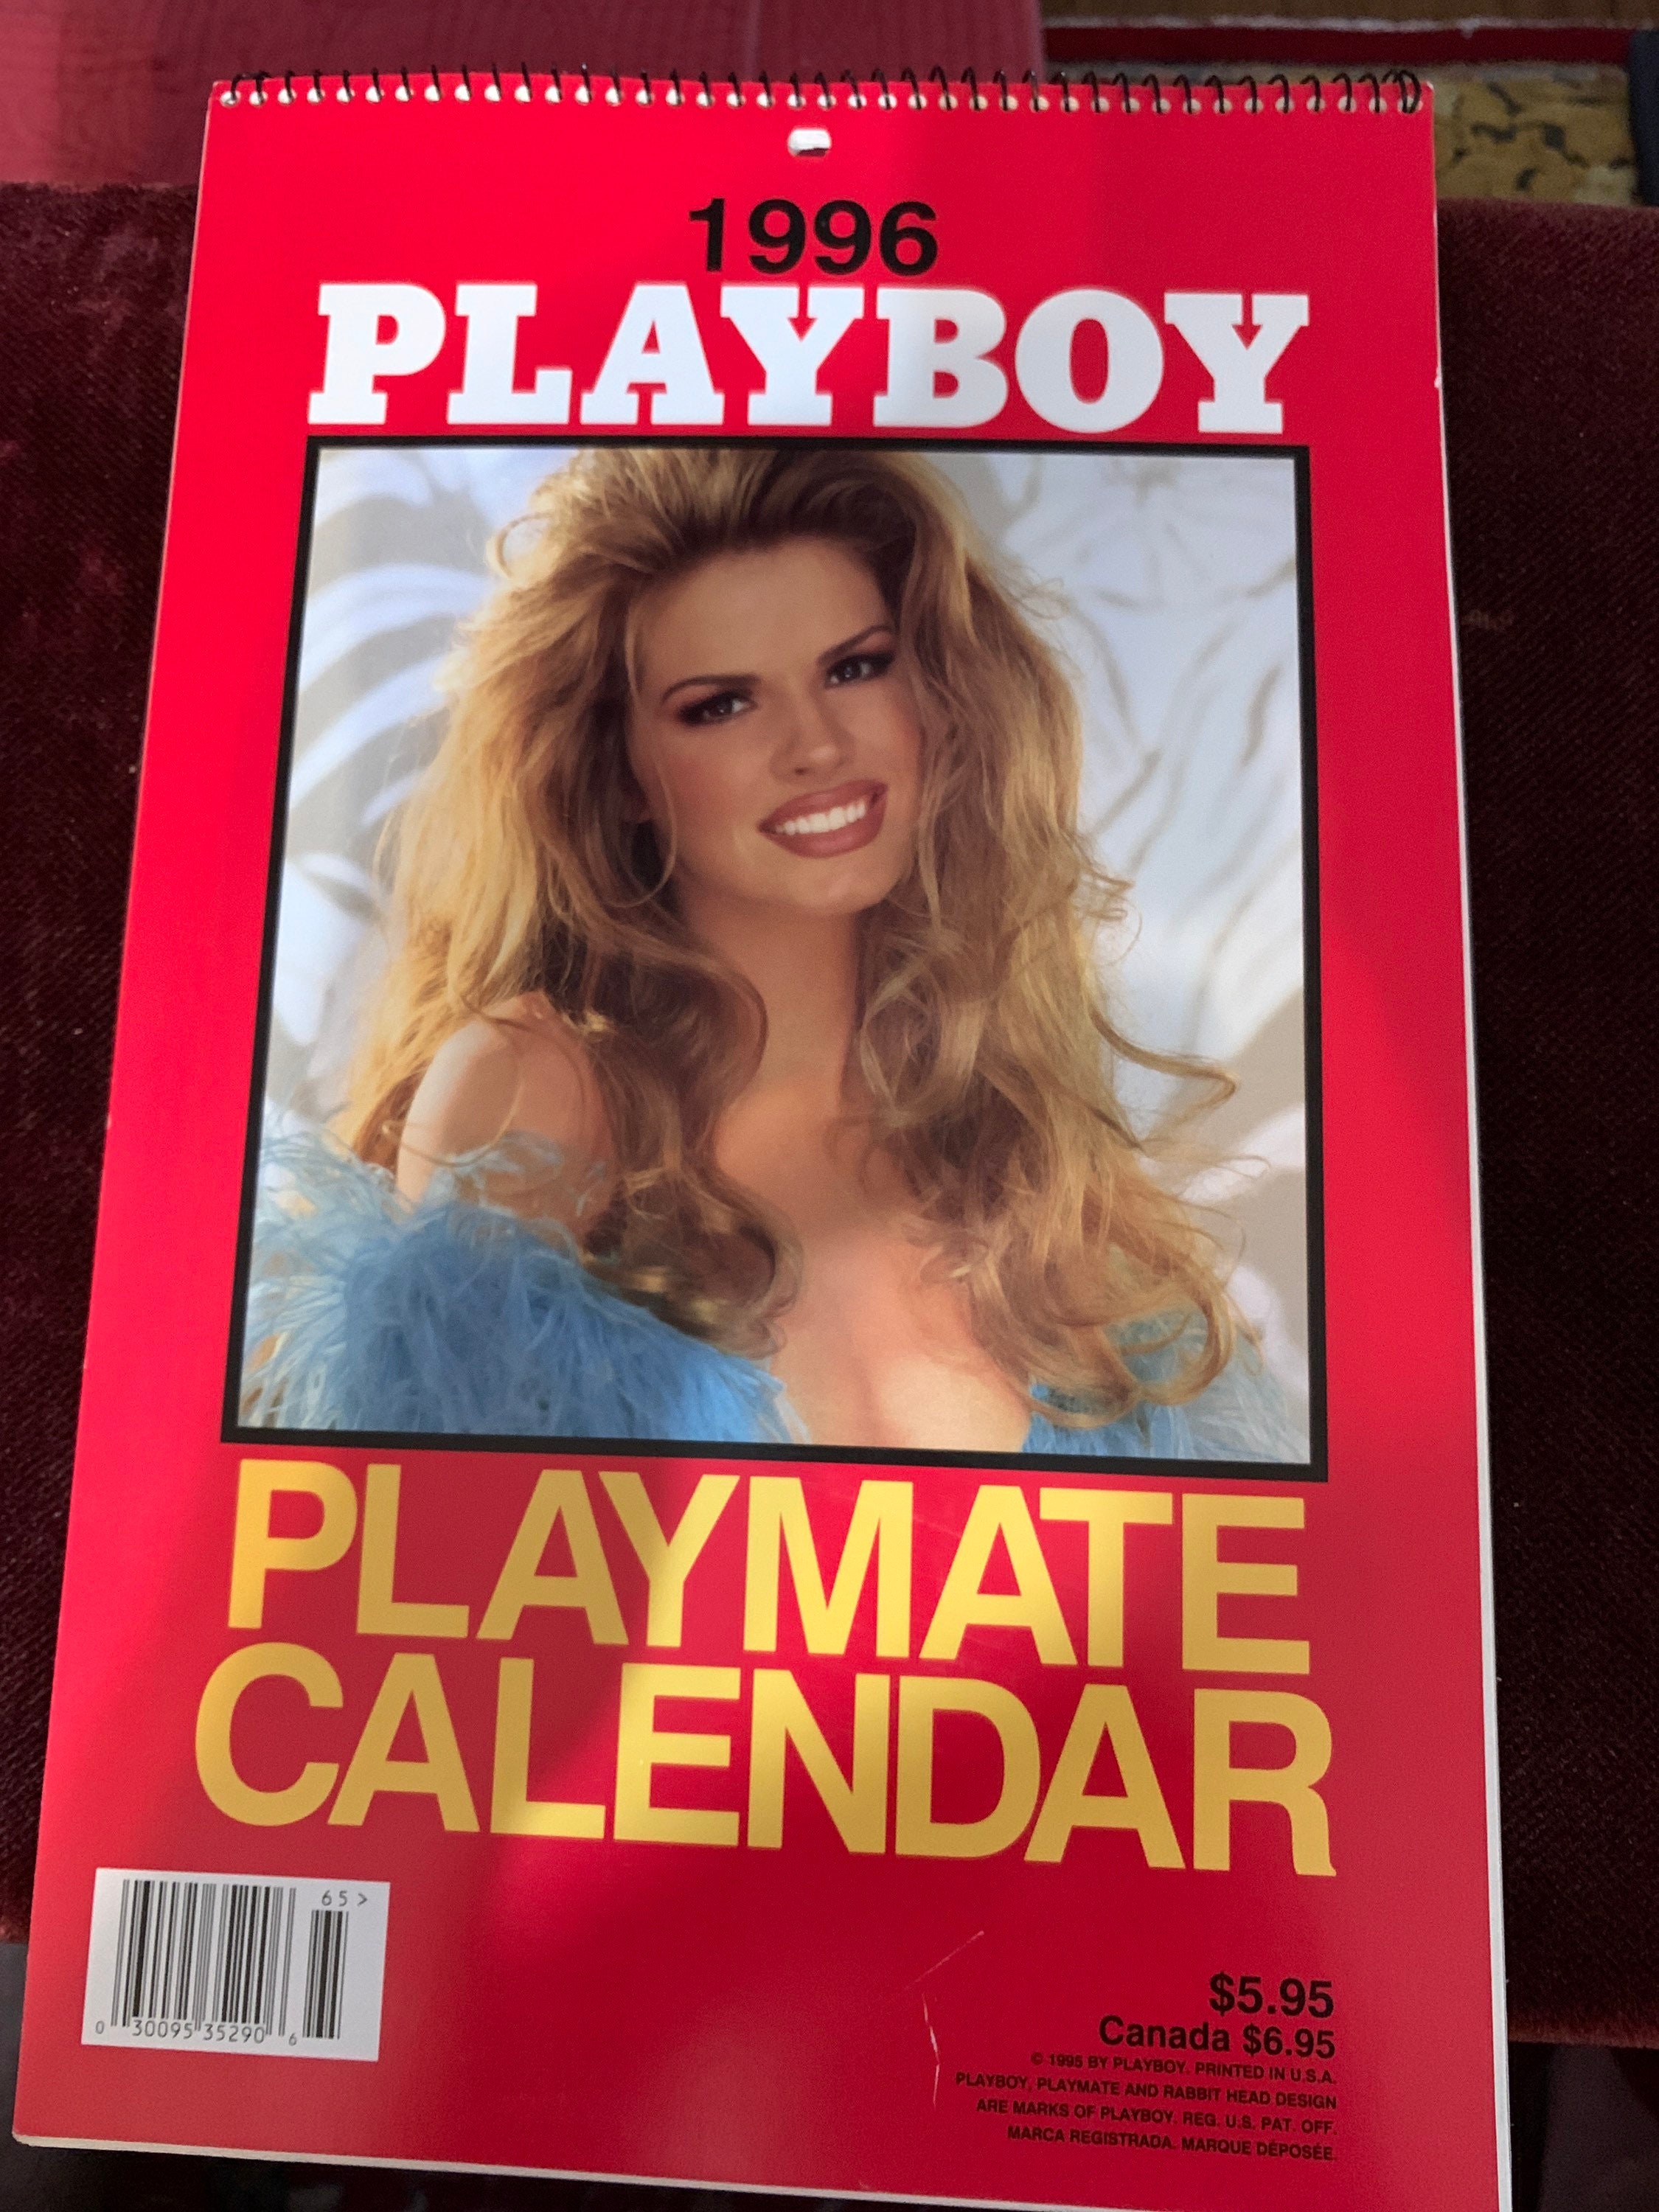 1996
PLAYBOY
PLAYMATE
CALENDAR
65>
0 30095 35290 6
$5.95
Canada $6.95
© 1995 BY PLAYBOY. PRINTED IN U.S.A.
PLAYBOY, PLAYMATE AND RABBIT HEAD DESIGN
ARE MARKS OF PLAYBOY. REG. U.S. PAT. OFF.
MARCA REGISTRADA. MARQUE DÉPOSÉE.